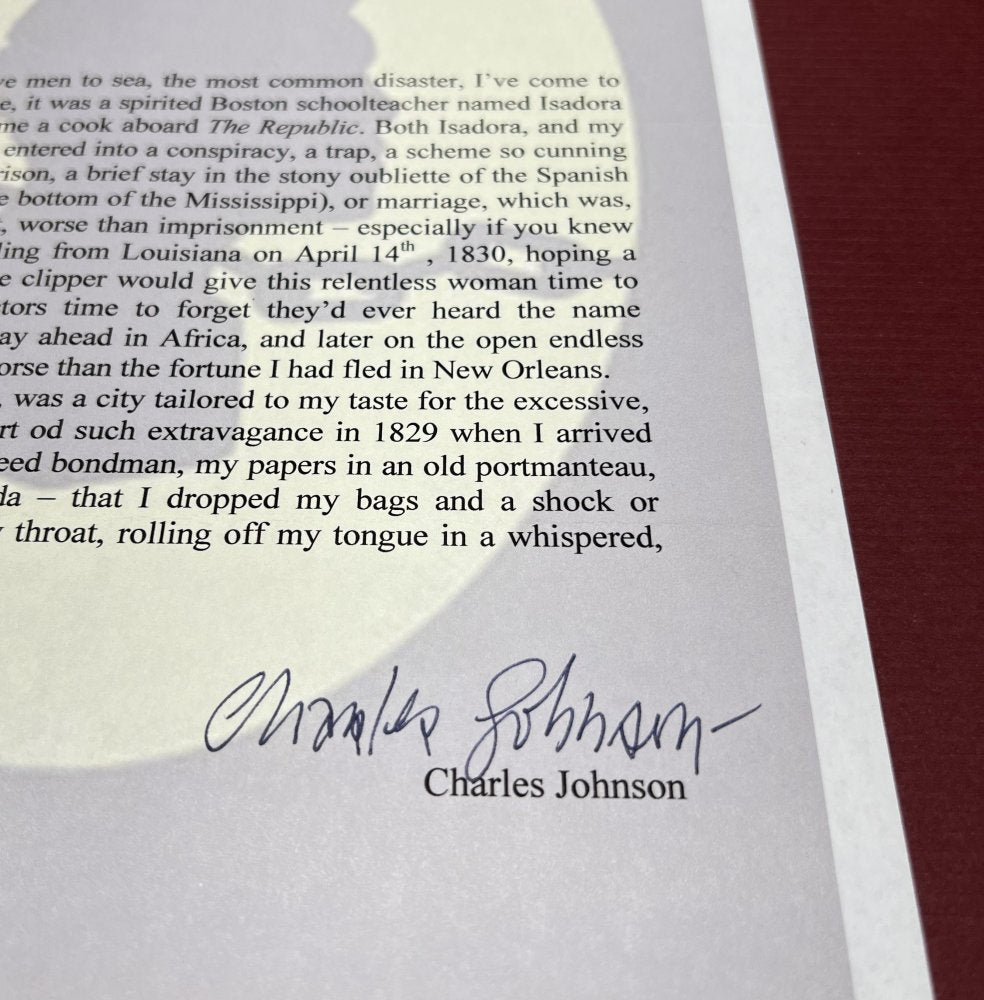 ve men to sea, the most common disaster, I've come to
e, it was a spirited Boston schoolteacher named Isadora
me a cook aboard The Republic. Both Isadora, and my
entered into a conspiracy, a trap, a scheme so cunning
rison, a brief stay in the stony oubliette of the Spanish
e bottom of the Mississippi), or marriage, which was,
, worse than imprisonment – especially if you knew
ling from Louisiana on April 14th , 1830, hoping a
e clipper would give this relentless woman time to
tors time to forget they'd ever heard the name
ay ahead in Africa, and later on the open endless
orse than the fortune I had fled in New Orleans.
, was a city tailored to my taste for the excessive,
rt od such extravagance in 1829 when I arrived
eed bondman, my papers in an old portmanteau,
da – that I dropped my bags and a shock or
throat, rolling off my tongue in a whispered,
Charles Johnson
Charles Johnson